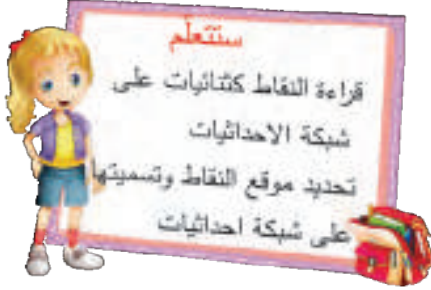 سنتعلم
قراءة النقاط كثنائيات على
شبكة الاحداثيات
تحديد موقع النقاط وتسميتها
على شبكة احداثيات